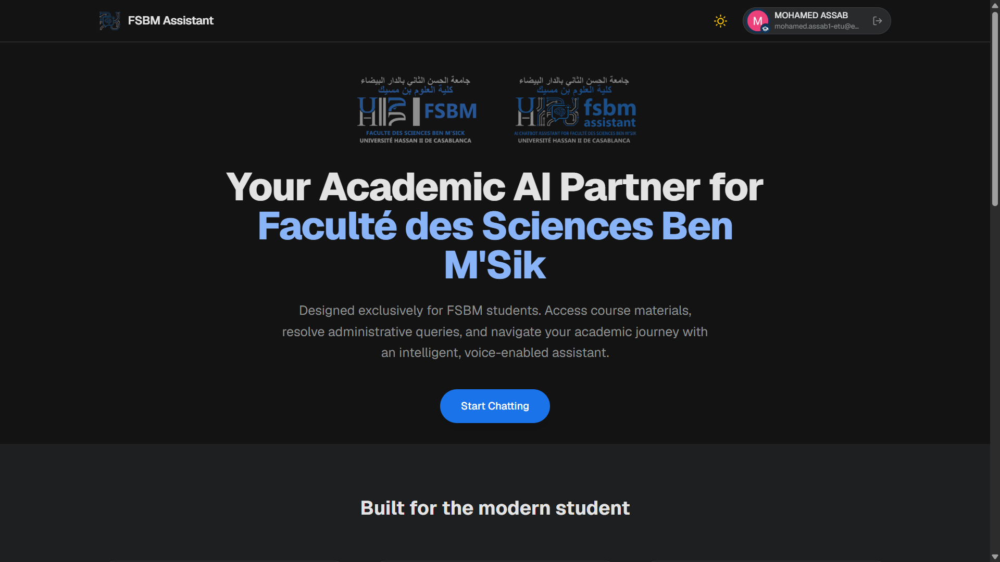 FSBM Assistant
MOHAMED ASSAB
M
mohamed.assab1-etu@e...
جامعة الحسن الثاني بالدار البيضاء
كلية العلوم بن مسيك
UH FSBM
FACULTE DES SCIENCES BEN M'SICK
UNIVERSITÉ HASSAN II DE CASABLANCA
جامعة الحسن الثاني بالدار البيضاء
كلية العلوم بن مسيك
UH fsbm
assistant
AI CHATBOT ASSISTANT FOR FACULTÉ DES SCIENCES BEN M'SIK
UNIVERSITÉ HASSAN II DE CASABLANCA
Your Academic AI Partner for
Faculté des Sciences Ben
M'Sik
Designed exclusively for FSBM students. Access course materials,
resolve administrative queries, and navigate your academic journey with
an intelligent, voice-enabled assistant.
Start Chatting
Built for the modern student